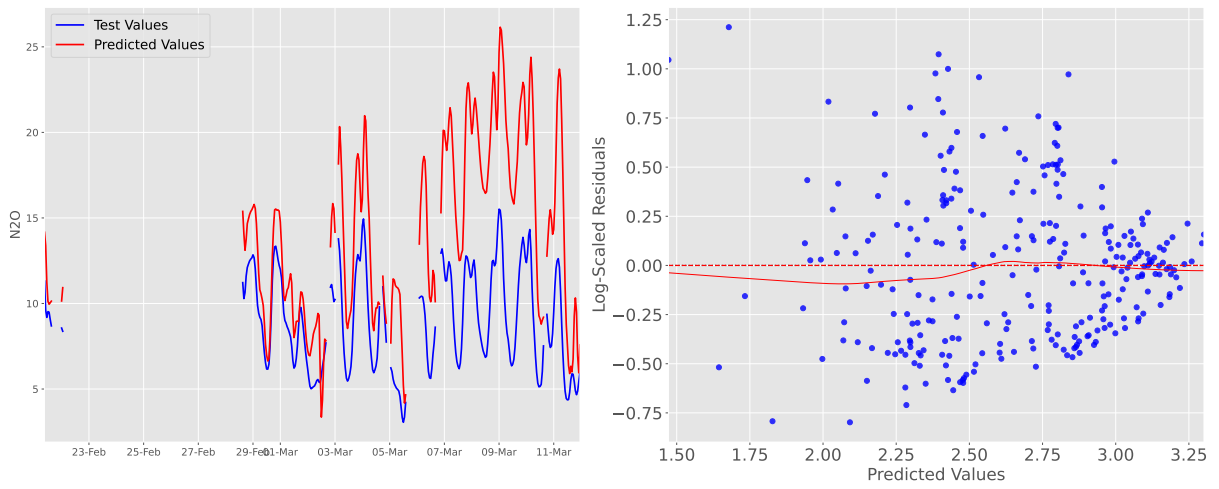 Test Values
Predicted Values
N2O
25
20
15
10
5
23-Feb
25-Feb
27-Feb
29-Feb
01-Mar
03-Mar
05-Mar
07-Mar
09-Mar
11-Mar
Log-Scaled Residuals
1.25
1.00
0.75
0.50
0.25
0.00
−0.25
−0.50
−0.75
1.50
1.75
2.00
2.25
2.50
2.75
3.00
3.25
Predicted Values